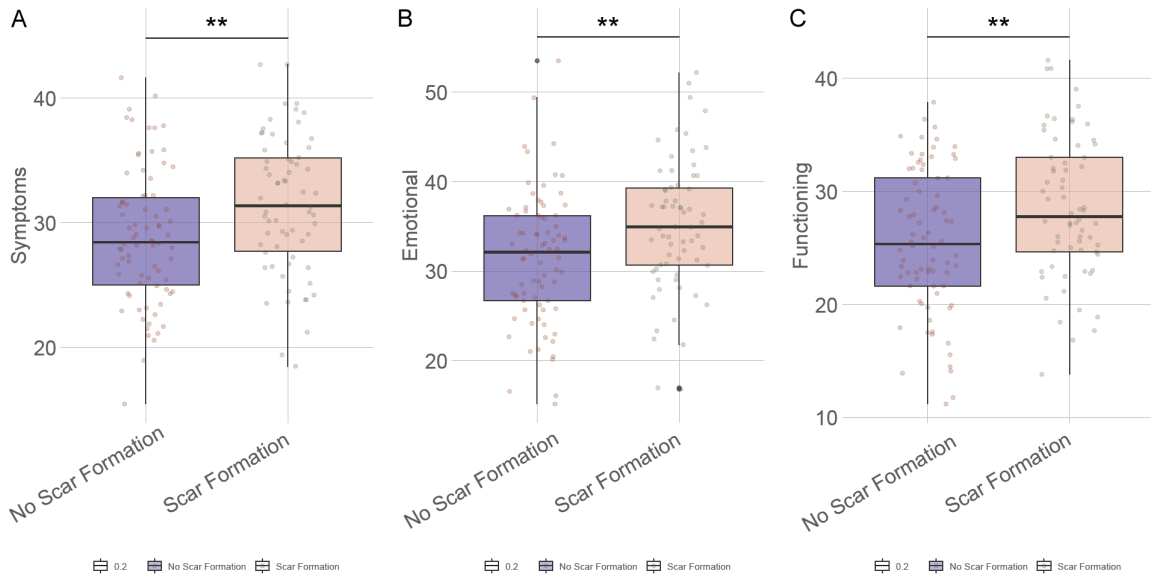 A
**
Symptoms
40
30
20
No Scar Formation
Scar Formation
0.2 No Scar Formation Scar Formation
B
**
Emotional
50
40
30
20
No Scar Formation
Scar Formation
0.2 No Scar Formation Scar Formation
C
**
Functioning
40
30
20
10
No Scar Formation
Scar Formation
0.2 No Scar Formation Scar Formation